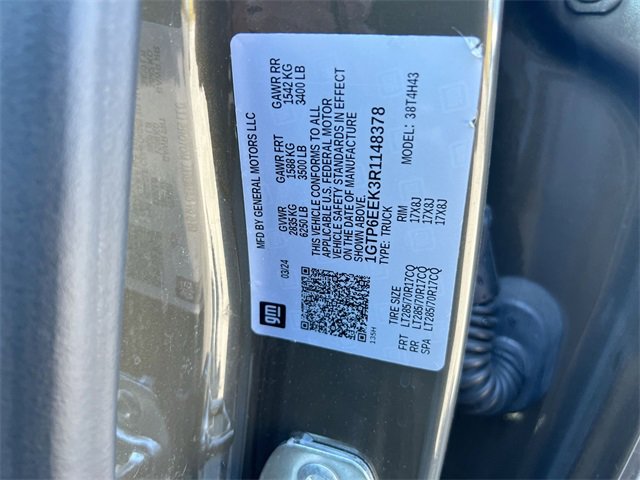 MFD BY GENERAL MOTORS LLC
03/24
GVWR
2835 KG
6250 LB
GAWR FRT
1588 KG
3500 LB
GAWR RR
1542 KG
3400 LB
THIS VEHICLE CONFORMS TO ALL
APPLICABLE U.S. FEDERAL MOTOR
VEHICLE SAFETY STANDARDS IN EFFECT
ON THE DATE OF MANUFACTURE
SHOWN ABOVE.
1GTP6EEK3R1148378
TYPE: TRUCK
MODEL: 38T4H43
TIRE SIZE RIM
FRT LT285/70R17CQ 17X8J
RR LT285/70R17CQ 17X8J
SPA LT285/70R17CQ 17X8J
gm
135H